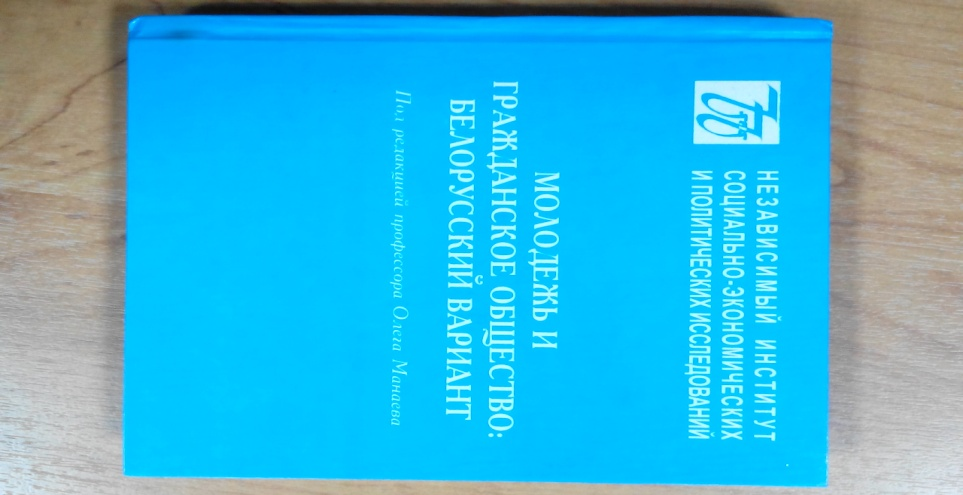 НЕЗАВИСИМЫЙ ИНСТИТУТ
СОЦИАЛЬНО-ЭКОНОМИЧЕСКИХ
И ПОЛИТИЧЕСКИХ ИССЛЕДОВАНИЙ
МОЛОДЕЖЬ И
ГРАЖДАНСКОЕ ОБЩЕСТВО:
БЕЛОРУССКИЙ ВАРИАНТ
Под редакцией профессора Олега Манаева